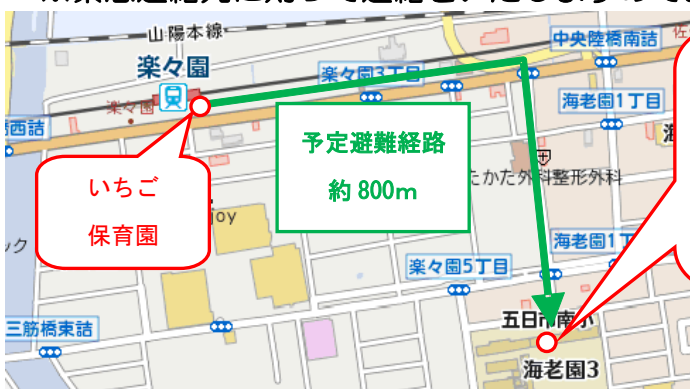 山陽本線
中央陸橋南詰
楽々園
楽々園3丁目
楽々園
海老園1丁目
西詰
予定避難経路
約800m
いちご
保育園
かた外科整形外科
海老園1丁
楽々園5丁目
三筋橋東詰
五日市南小
海老園3